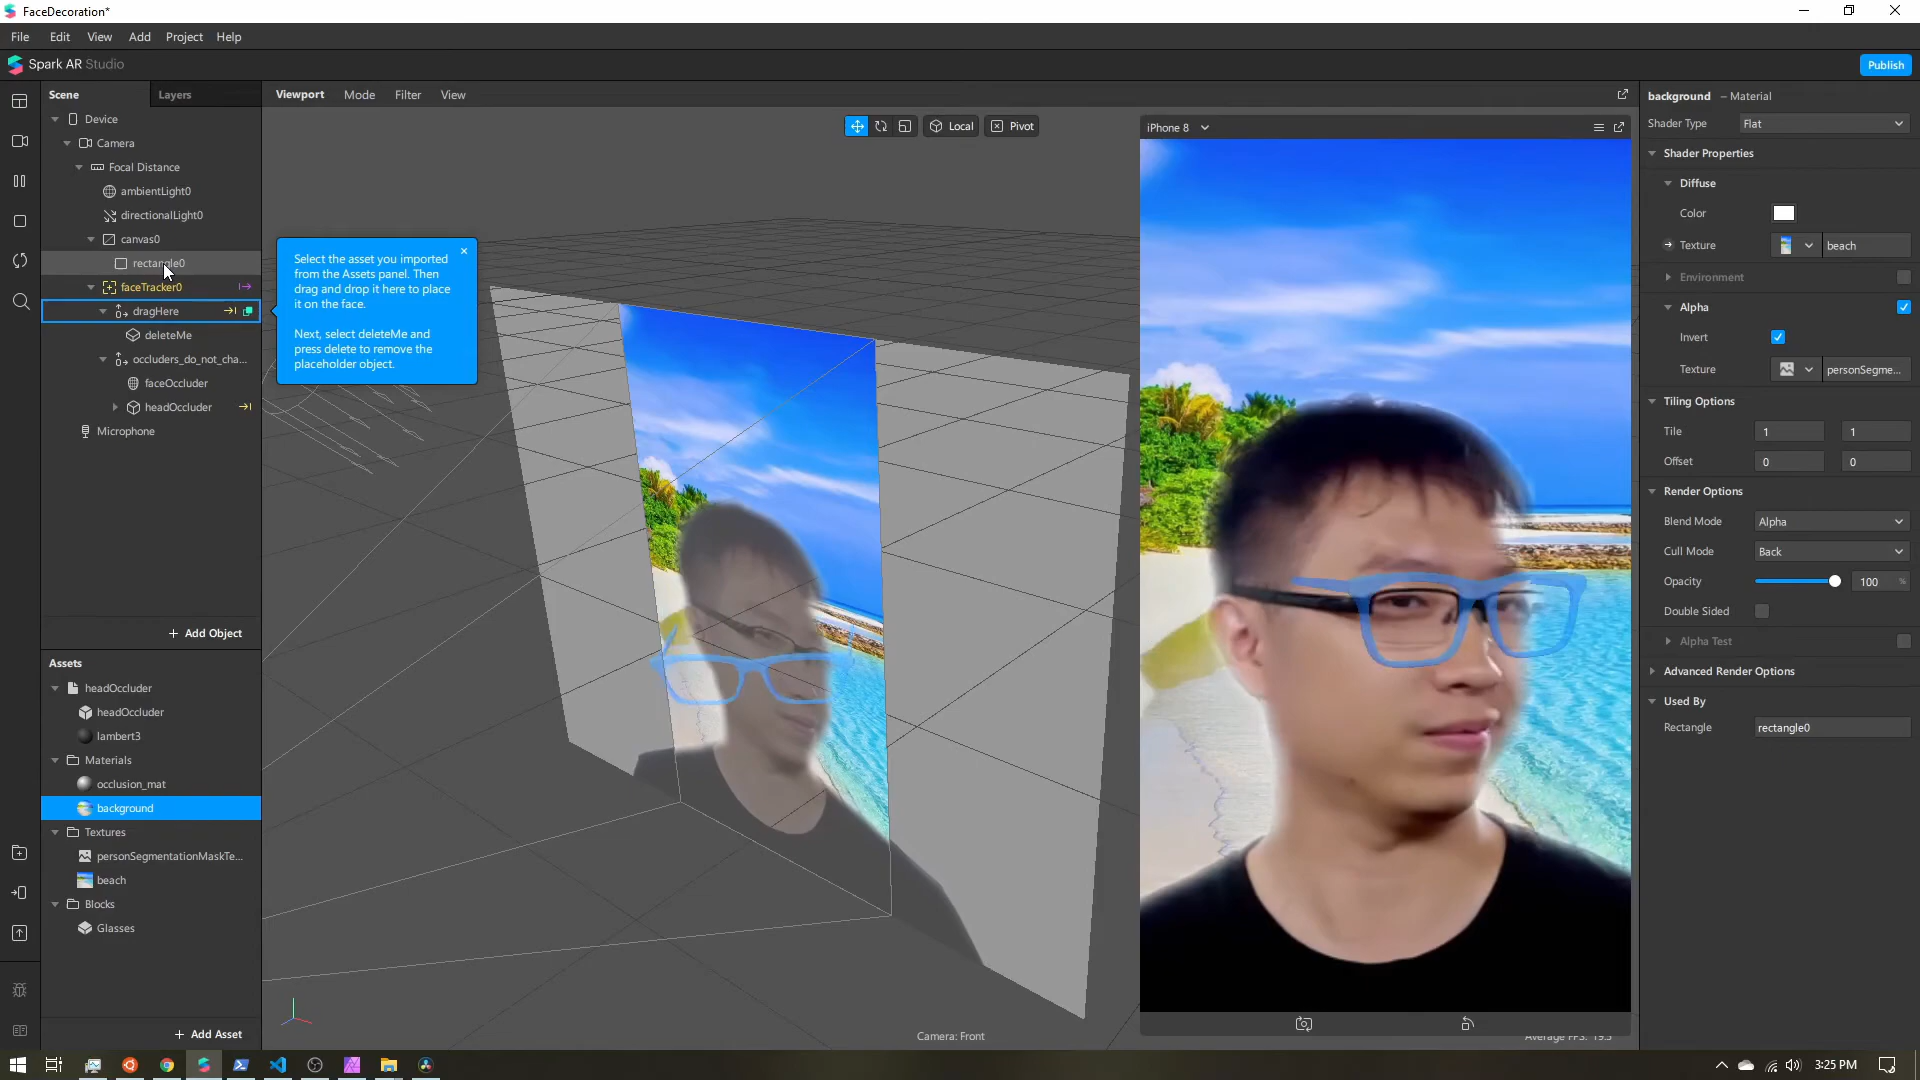 FaceDecoration*
File Edit View Add Project Help
Spark AR Studio
Publish
Scene
Layers
Device
Camera
Focal Distance
ambientLight0
directionalLight0
canvas0
rectangle0
faceTracker0
dragHere
deleteMe
occluders_do_not_cha...
faceOccluder
headOccluder
Microphone
+ Add Object
Assets
headOccluder
headOccluder
lambert3
Materials
occlusion_mat
background
Textures
personSegmentationMaskTe...
beach
Blocks
Glasses
+ Add Asset
Viewport Mode Filter View
Local
Pivot
Select the asset you imported
from the Assets panel. Then
drag and drop it here to place
it on the face.
Next, select deleteMe and
press delete to remove the
placeholder object.
Camera: Front
iPhone 8
Average FPS: 19.5
background – Material
Shader Type Flat
Shader Properties
Diffuse
Color
Texture beach
Environment
Alpha
Invert
Texture personSegme...
Tiling Options
Tile 1 1
Offset 0 0
Render Options
Blend Mode Alpha
Cull Mode Back
Opacity 100 %
Double Sided
Alpha Test
Advanced Render Options
Used By
Rectangle rectangle0
3:25 PM